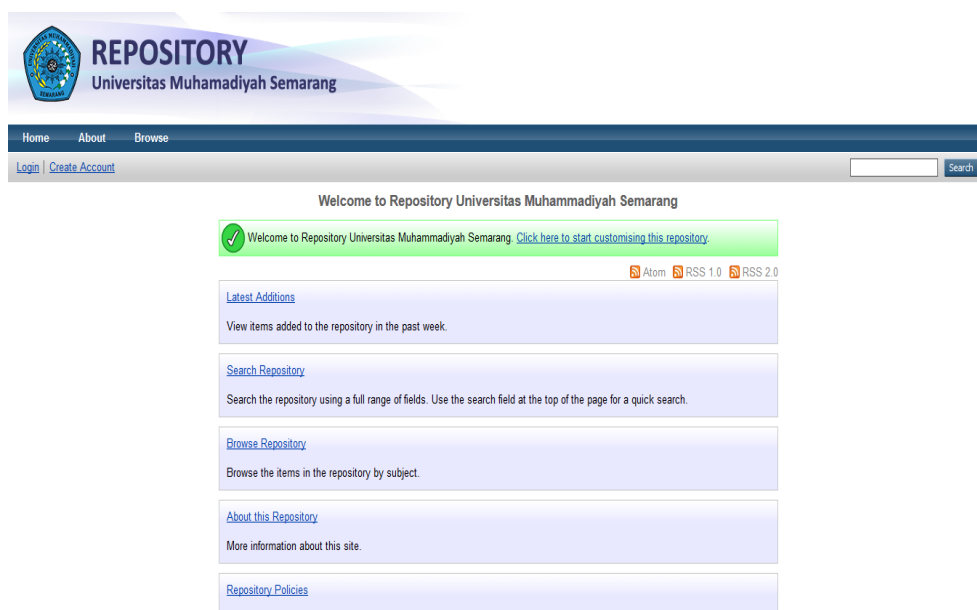 REPOSITORY
Universitas Muhamadiyah Semarang
SEMARANG
Home About Browse
Login | Create Account Search
Welcome to Repository Universitas Muhammadiyah Semarang
Welcome to Repository Universitas Muhammadiyah Semarang. Click here to start customising this repository.
Atom RSS 1.0 RSS 2.0
Latest Additions
View items added to the repository in the past week.
Search Repository
Search the repository using a full range of fields. Use the search field at the top of the page for a quick search.
Browse Repository
Browse the items in the repository by subject.
About this Repository
More information about this site.
Repository Policies